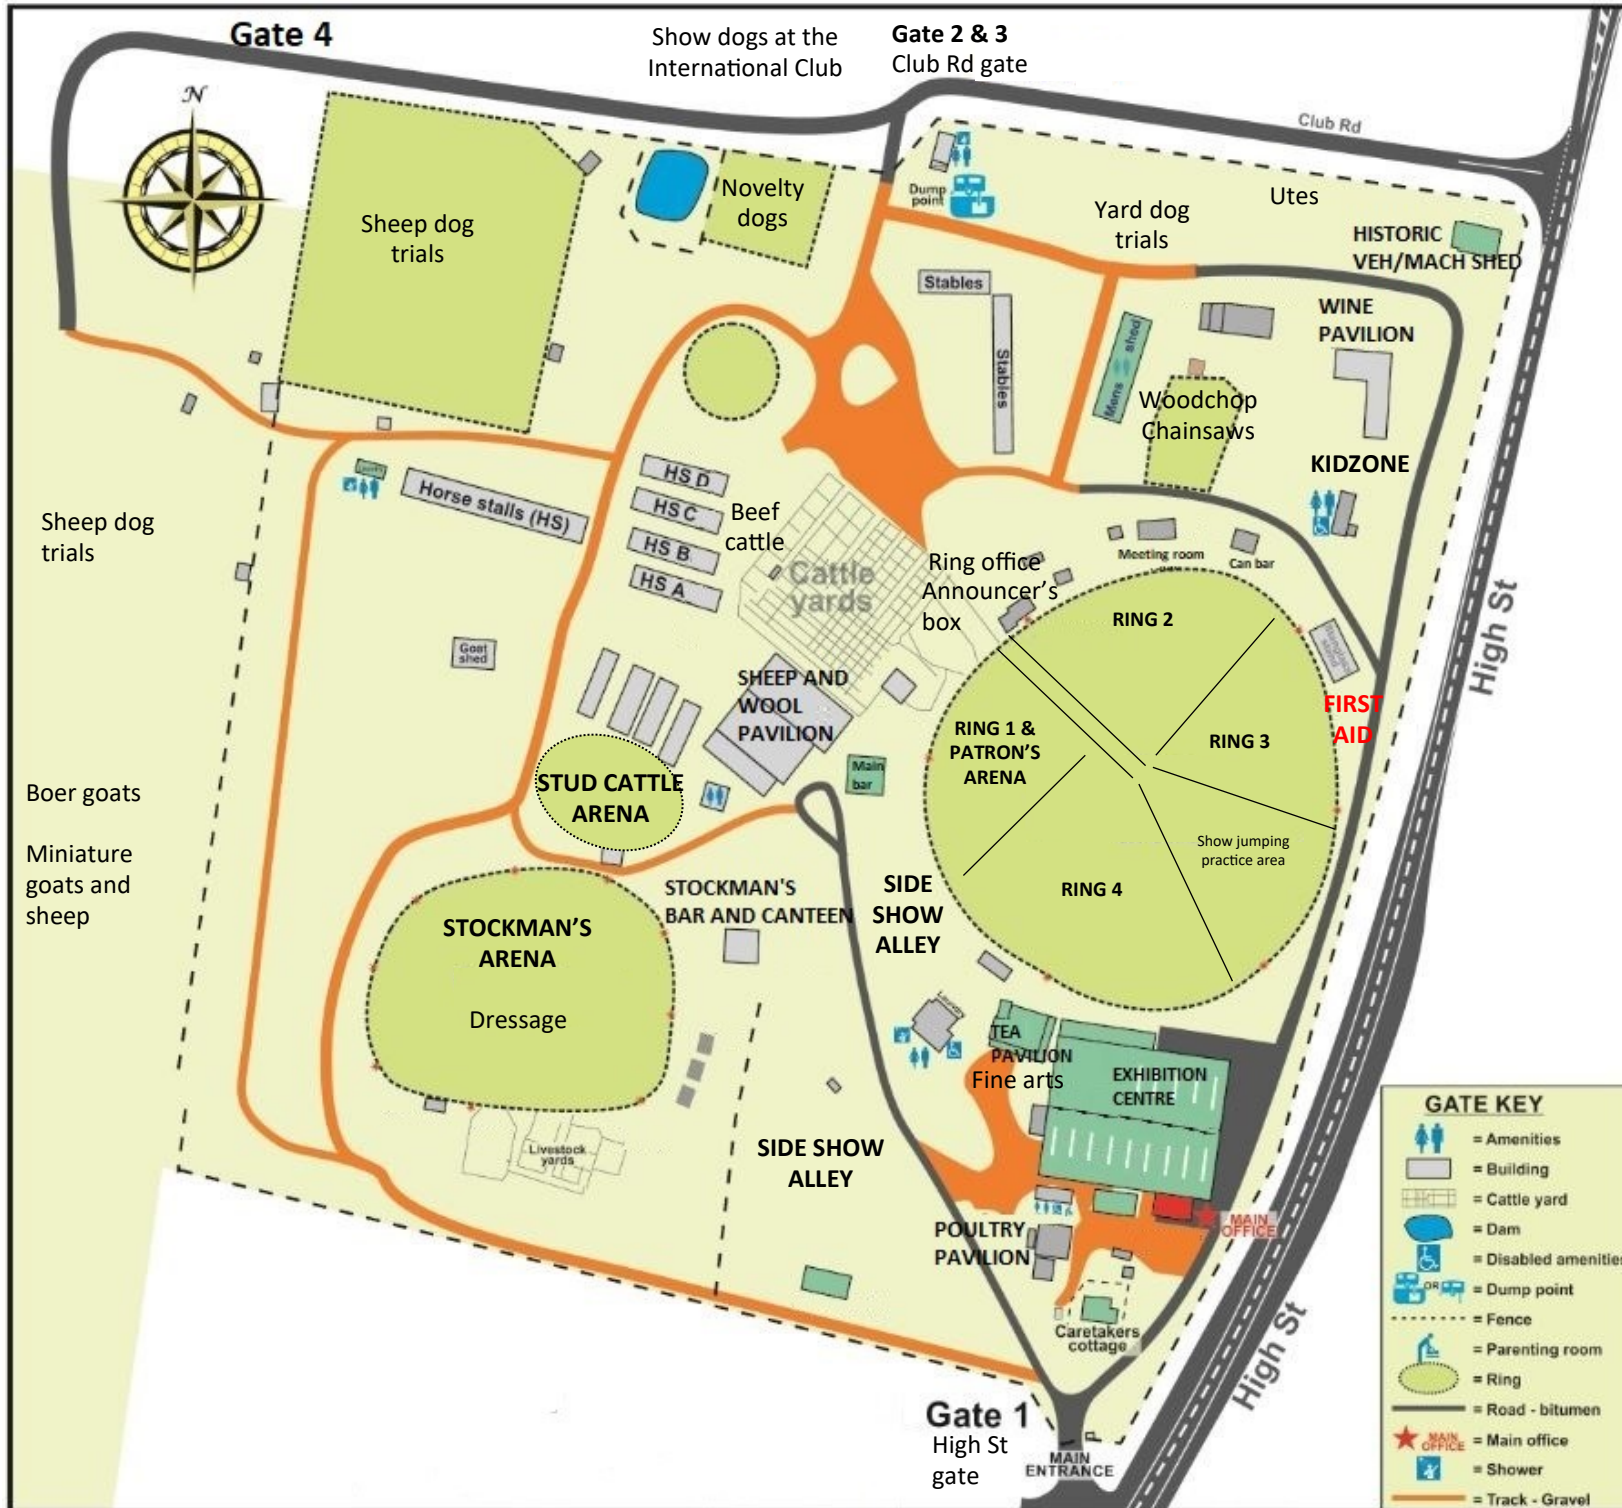 Gate 4
Show dogs at the
International Club
Gate 2 & 3
Club Rd gate
N
Club Rd
Dump
point
Novelty
dogs
Sheep dog
trials
Yard dog
trials
Utes
HISTORIC
VEH/MACH SHED
Stables
Stables
Mens shed
WINE
PAVILION
Woodchop
Chainsaws
KIDZONE
HS D
HS C
HS B
HS A
Horse stalls (HS)
Beef
cattle
Cattle
yards
Sheep dog
trials
Ring office
Announcer's
box
Meeting room
Can bar
High St
RING 2
Goat
shed
SHEEP AND
WOOL
PAVILION
RING 1 &
PATRON'S
ARENA
RING 3
FIRST
AID
Main
bar
STUD CATTLE
ARENA
Boer goats
Miniature
goats and
sheep
Show jumping
practice area
RING 4
STOCKMAN'S
BAR AND CANTEEN
SIDE
SHOW
ALLEY
STOCKMAN'S
ARENA
Dressage
TEA
PAVILION
Fine arts
EXHIBITION
CENTRE
Livestock
yards
SIDE SHOW
ALLEY
POULTRY
PAVILION
MAIN
OFFICE
Caretakers
cottage
Gate 1
High St
gate
MAIN
ENTRANCE
P
High St
GATE KEY
= Amenities
= Building
= Cattle yard
= Dam
= Disabled amenities
OR = Dump point
= Fence
= Parenting room
= Ring
= Road - bitumen
MAIN
OFFICE = Main office
= Shower
= Track - Gravel